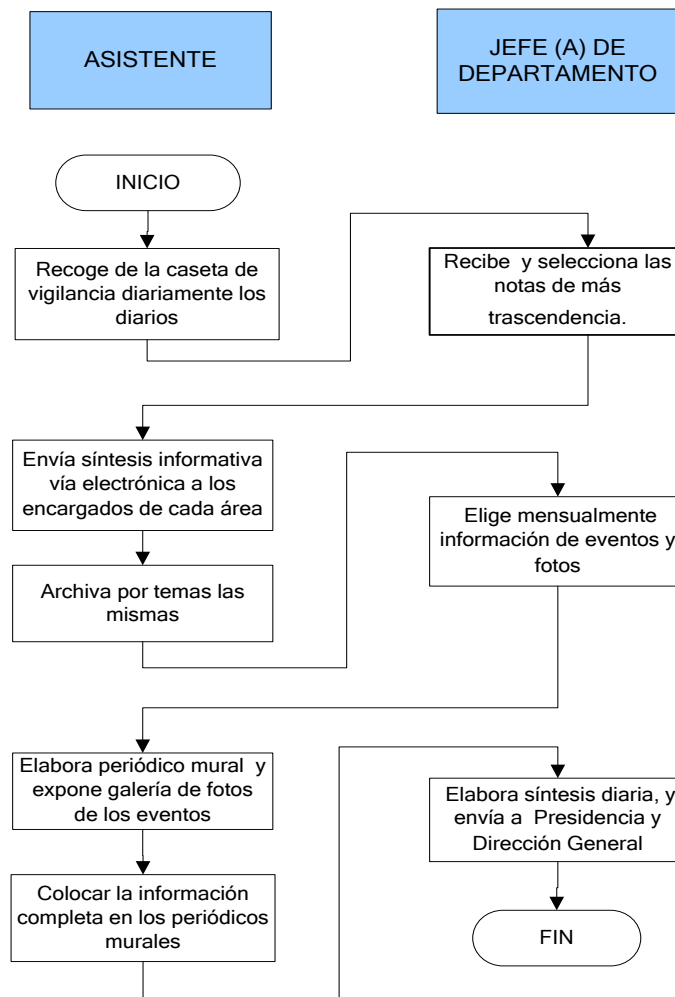 ASISTENTE
JEFE (A) DE
DEPARTAMENTO
INICIO
Recoge de la caseta de
vigilancia diariamente los
diarios
Recibe y selecciona las
notas de más
trascendencia.
Envía síntesis informativa
vía electrónica a los
encargados de cada área
Archiva por temas las
mismas
Elige mensualmente
información de eventos y
fotos
Elabora periódico mural y
expone galería de fotos
de los eventos
Colocar la información
completa en los periódicos
murales
Elabora síntesis diaria, y
envía a Presidencia y
Dirección General
FIN